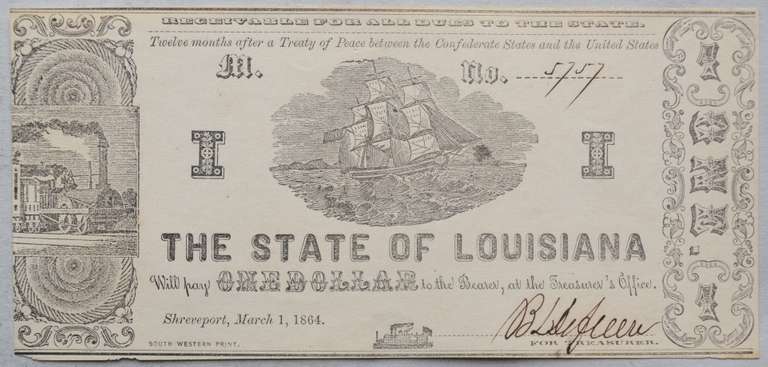 RECEIVABLE FOR ALL DUES TO THE STATE.
Twelve months after a Treaty of Peace between the Confederate States and the United States
M. No. 5757
I I
THE STATE OF LOUISIANA
Will pay ONE DOLLAR to the Bearer, at the Treasurer's Office.
Shreveport, March 1, 1864.
FOR TREASURER.
SOUTH WESTERN PRINT.